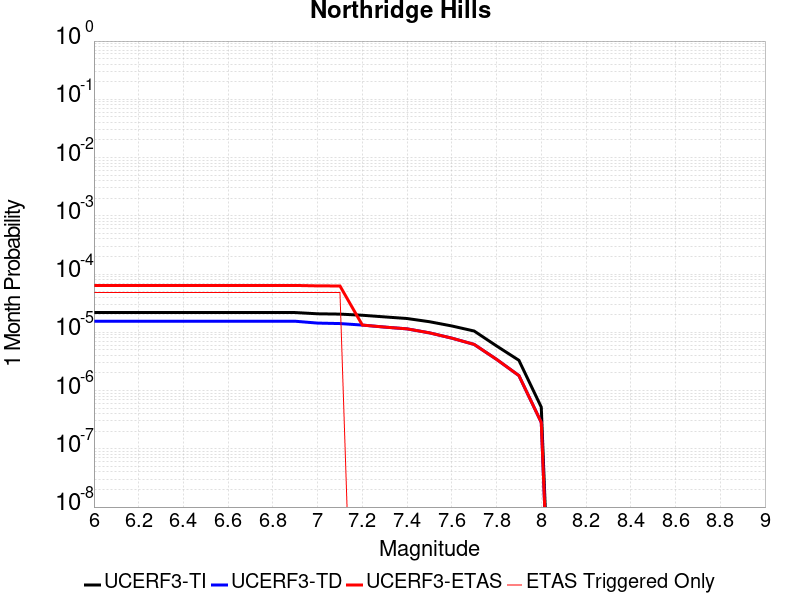 Northridge Hills
10^0
10^-1
10^-2
10^-3
10^-4
10^-5
10^-6
10^-7
10^-8
1 Month Probability
6 6.2 6.4 6.6 6.8 7 7.2 7.4 7.6 7.8 8 8.2 8.4 8.6 8.8 9
Magnitude
UCERF3-TI UCERF3-TD UCERF3-ETAS ETAS Triggered Only